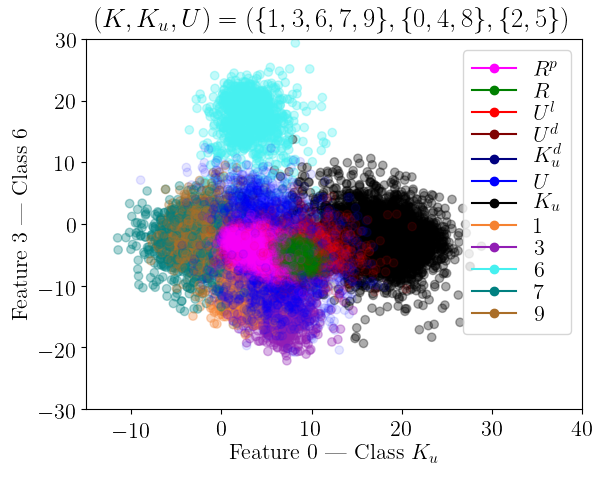 (K, K_u, U) = ({1, 3, 6, 7, 9}, {0, 4, 8}, {2, 5})
30
20
10
0
−10
−20
−30
Feature 3 — Class 6
−10
0
10
20
30
40
Feature 0 — Class K_u
R^p
R
U^l
U^d
K_u^d
U
K_u
1
3
6
7
9